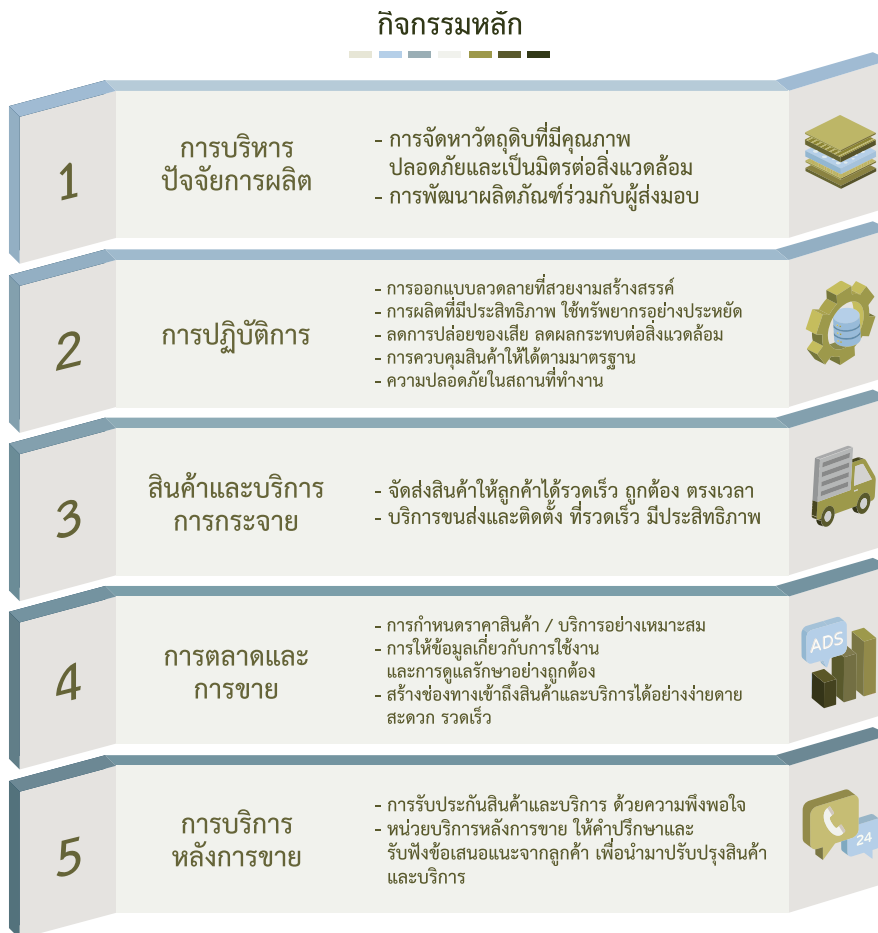 กิจกรรมหลัก
1
การบริหาร
ปัจจัยการผลิต
- การจัดหาวัตถุดิบที่มีคุณภาพ
ปลอดภัยและเป็นมิตรต่อสิ่งแวดล้อม
- การพัฒนาผลิตภัณฑ์ร่วมกับผู้ส่งมอบ
2
การปฏิบัติการ
- การออกแบบลวดลายที่สวยงามสร้างสรรค์
- การผลิตที่มีประสิทธิภาพ ใช้ทรัพยากรอย่างประหยัด
- ลดการปล่อยของเสีย ลดผลกระทบต่อสิ่งแวดล้อม
- การควบคุมสินค้าให้ได้ตามมาตรฐาน
- ความปลอดภัยในสถานที่ทำงาน
3
สินค้าและบริการ
การกระจาย
- จัดส่งสินค้าให้ลูกค้าได้รวดเร็ว ถูกต้อง ตรงเวลา
- บริการขนส่งและติดตั้ง ที่รวดเร็ว มีประสิทธิภาพ
4
การตลาดและ
การขาย
- การกำหนดราคาสินค้า / บริการอย่างเหมาะสม
- การให้ข้อมูลเกี่ยวกับการใช้งาน
และการดูแลรักษาอย่างถูกต้อง
- สร้างช่องทางเข้าถึงสินค้าและบริการได้อย่างง่ายดาย
สะดวก รวดเร็ว
ADS
5
การบริการ
หลังการขาย
- การรับประกันสินค้าและบริการ ด้วยความพึงพอใจ
- หน่วยบริการหลังการขาย ให้คำปรึกษาและ
รับฟังข้อเสนอแนะจากลูกค้า เพื่อนำมาปรับปรุงสินค้า
และบริการ
24